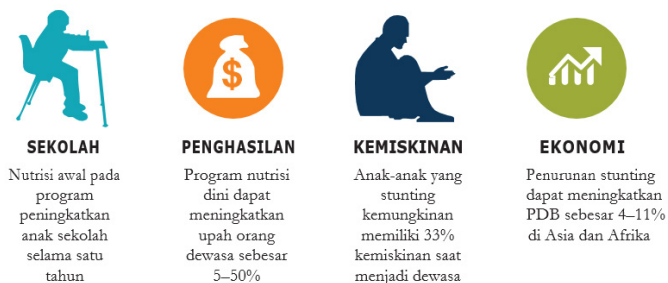 SEKOLAH
Nutrisi awal pada
program
peningkatkan
anak sekolah
selama satu
tahun
PENGHASILAN
Program nutrisi
dini dapat
meningkatkan
upah orang
dewasa sebesar
5–50%
KEMISKINAN
Anak-anak yang
stunting
kemungkinan
memiliki 33%
kemiskinan saat
menjadi dewasa
EKONOMI
Penurunan stunting
dapat meningkatkan
PDB sebesar 4–11%
di Asia dan Afrika